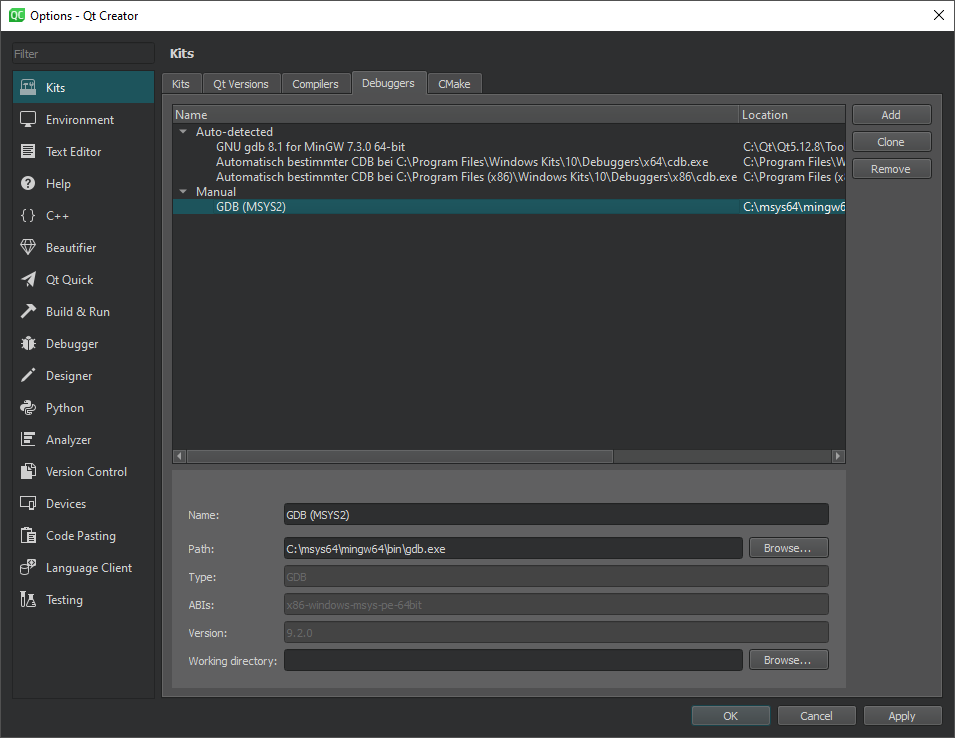 QC Options - Qt Creator
Filter
Kits
Environment
Text Editor
Help
C++
Beautifier
Qt Quick
Build & Run
Debugger
Designer
Python
Analyzer
Version Control
Devices
Code Pasting
Language Client
Testing
Kits
Kits Qt Versions Compilers Debuggers CMake
Name Location
Auto-detected
GNU gdb 8.1 for MinGW 7.3.0 64-bit C:\Qt\Qt5.12.8\Too
Automatisch bestimmter CDB bei C:\Program Files\Windows Kits\10\Debuggers\x64\cdb.exe C:\Program Files\W
Automatisch bestimmter CDB bei C:\Program Files (x86)\Windows Kits\10\Debuggers\x86\cdb.exe C:\Program Files (x
Manual
GDB (MSYS2) C:\msys64\mingw6
Add
Clone
Remove
Name: GDB (MSYS2)
Path: C:\msys64\mingw64\bin\gdb.exe Browse...
Type: GDB
ABIs: x86-windows-msys-pe-64bit
Version: 9.2.0
Working directory: Browse...
OK Cancel Apply